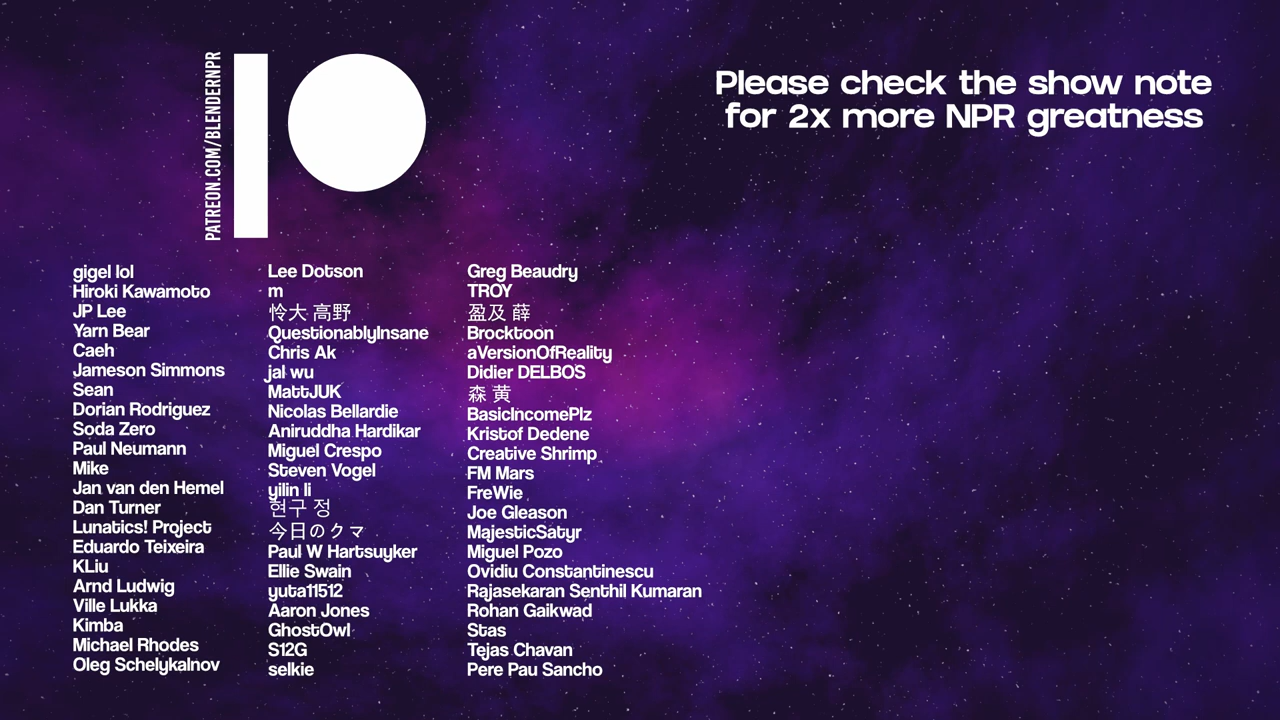 PATREON.COM/BLENDERNPR
Please check the show note
for 2x more NPR greatness
gigel lol
Hiroki Kawamoto
JP Lee
Yarn Bear
Caeh
Jameson Simmons
Sean
Dorian Rodriguez
Soda Zero
Paul Neumann
Mike
Jan van den Hemel
Dan Turner
Lunatics! Project
Eduardo Teixeira
KLiu
Arnd Ludwig
Ville Lukka
Kimba
Michael Rhodes
Oleg Schelykalnov
Lee Dotson
m
怜大 高野
QuestionablyInsane
Chris Ak
jal wu
MattJUK
Nicolas Bellardie
Aniruddha Hardikar
Miguel Crespo
Steven Vogel
yilin li
현구 정
今日のクマ
Paul W Hartsuyker
Ellie Swain
yuta11512
Aaron Jones
GhostOwl
S12G
selkie
Greg Beaudry
TROY
盈及 薛
Brocktoon
aVersionOfReality
Didier DELBOS
森 黄
BasicIncomePlz
Kristof Dedene
Creative Shrimp
FM Mars
FreWie
Joe Gleason
MajesticSatyr
Miguel Pozo
Ovidiu Constantinescu
Rajasekaran Senthil Kumaran
Rohan Gaikwad
Stas
Tejas Chavan
Pere Pau Sancho